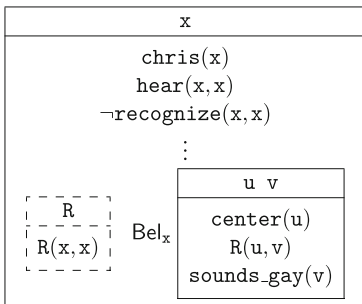 x
chris(x)
hear(x,x)
¬recognize(x,x)
⋮
u v
R
center(u)
R(x,x) Bel_x R(u,v)
sounds_gay(v)